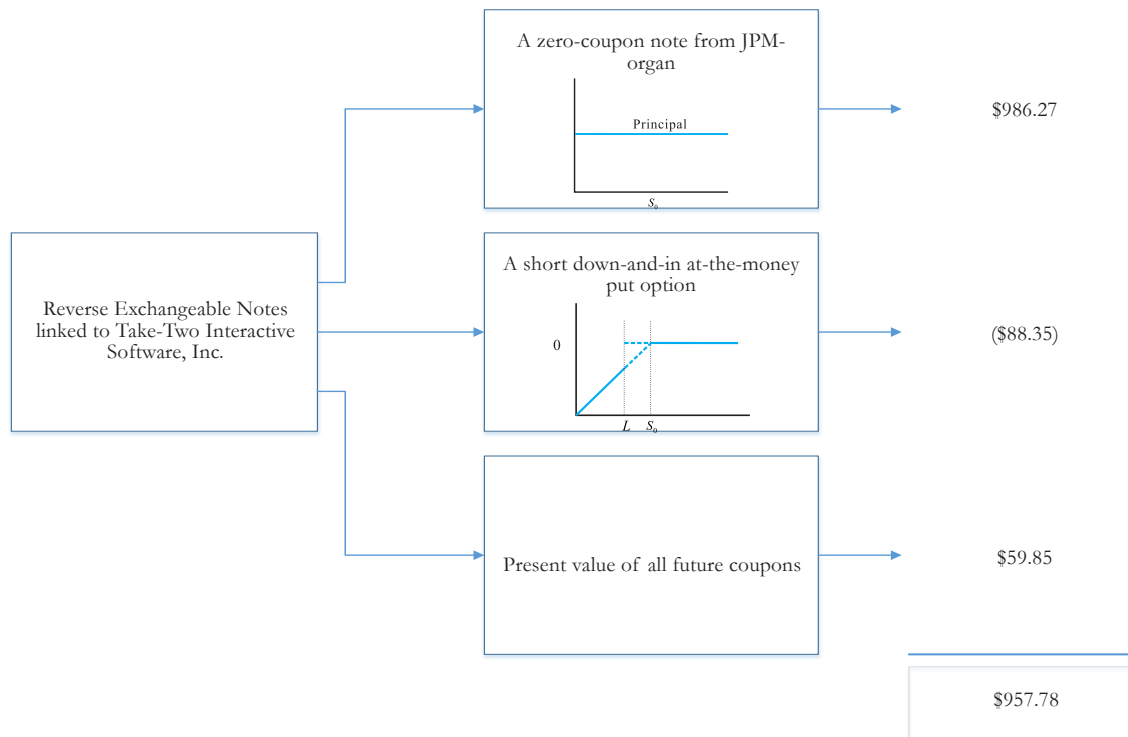 A zero-coupon note from JPM-
organ
Principal
S₀
$986.27
Reverse Exchangeable Notes
linked to Take-Two Interactive
Software, Inc.
A short down-and-in at-the-money
put option
0
L S₀
($88.35)
Present value of all future coupons
$59.85
$957.78